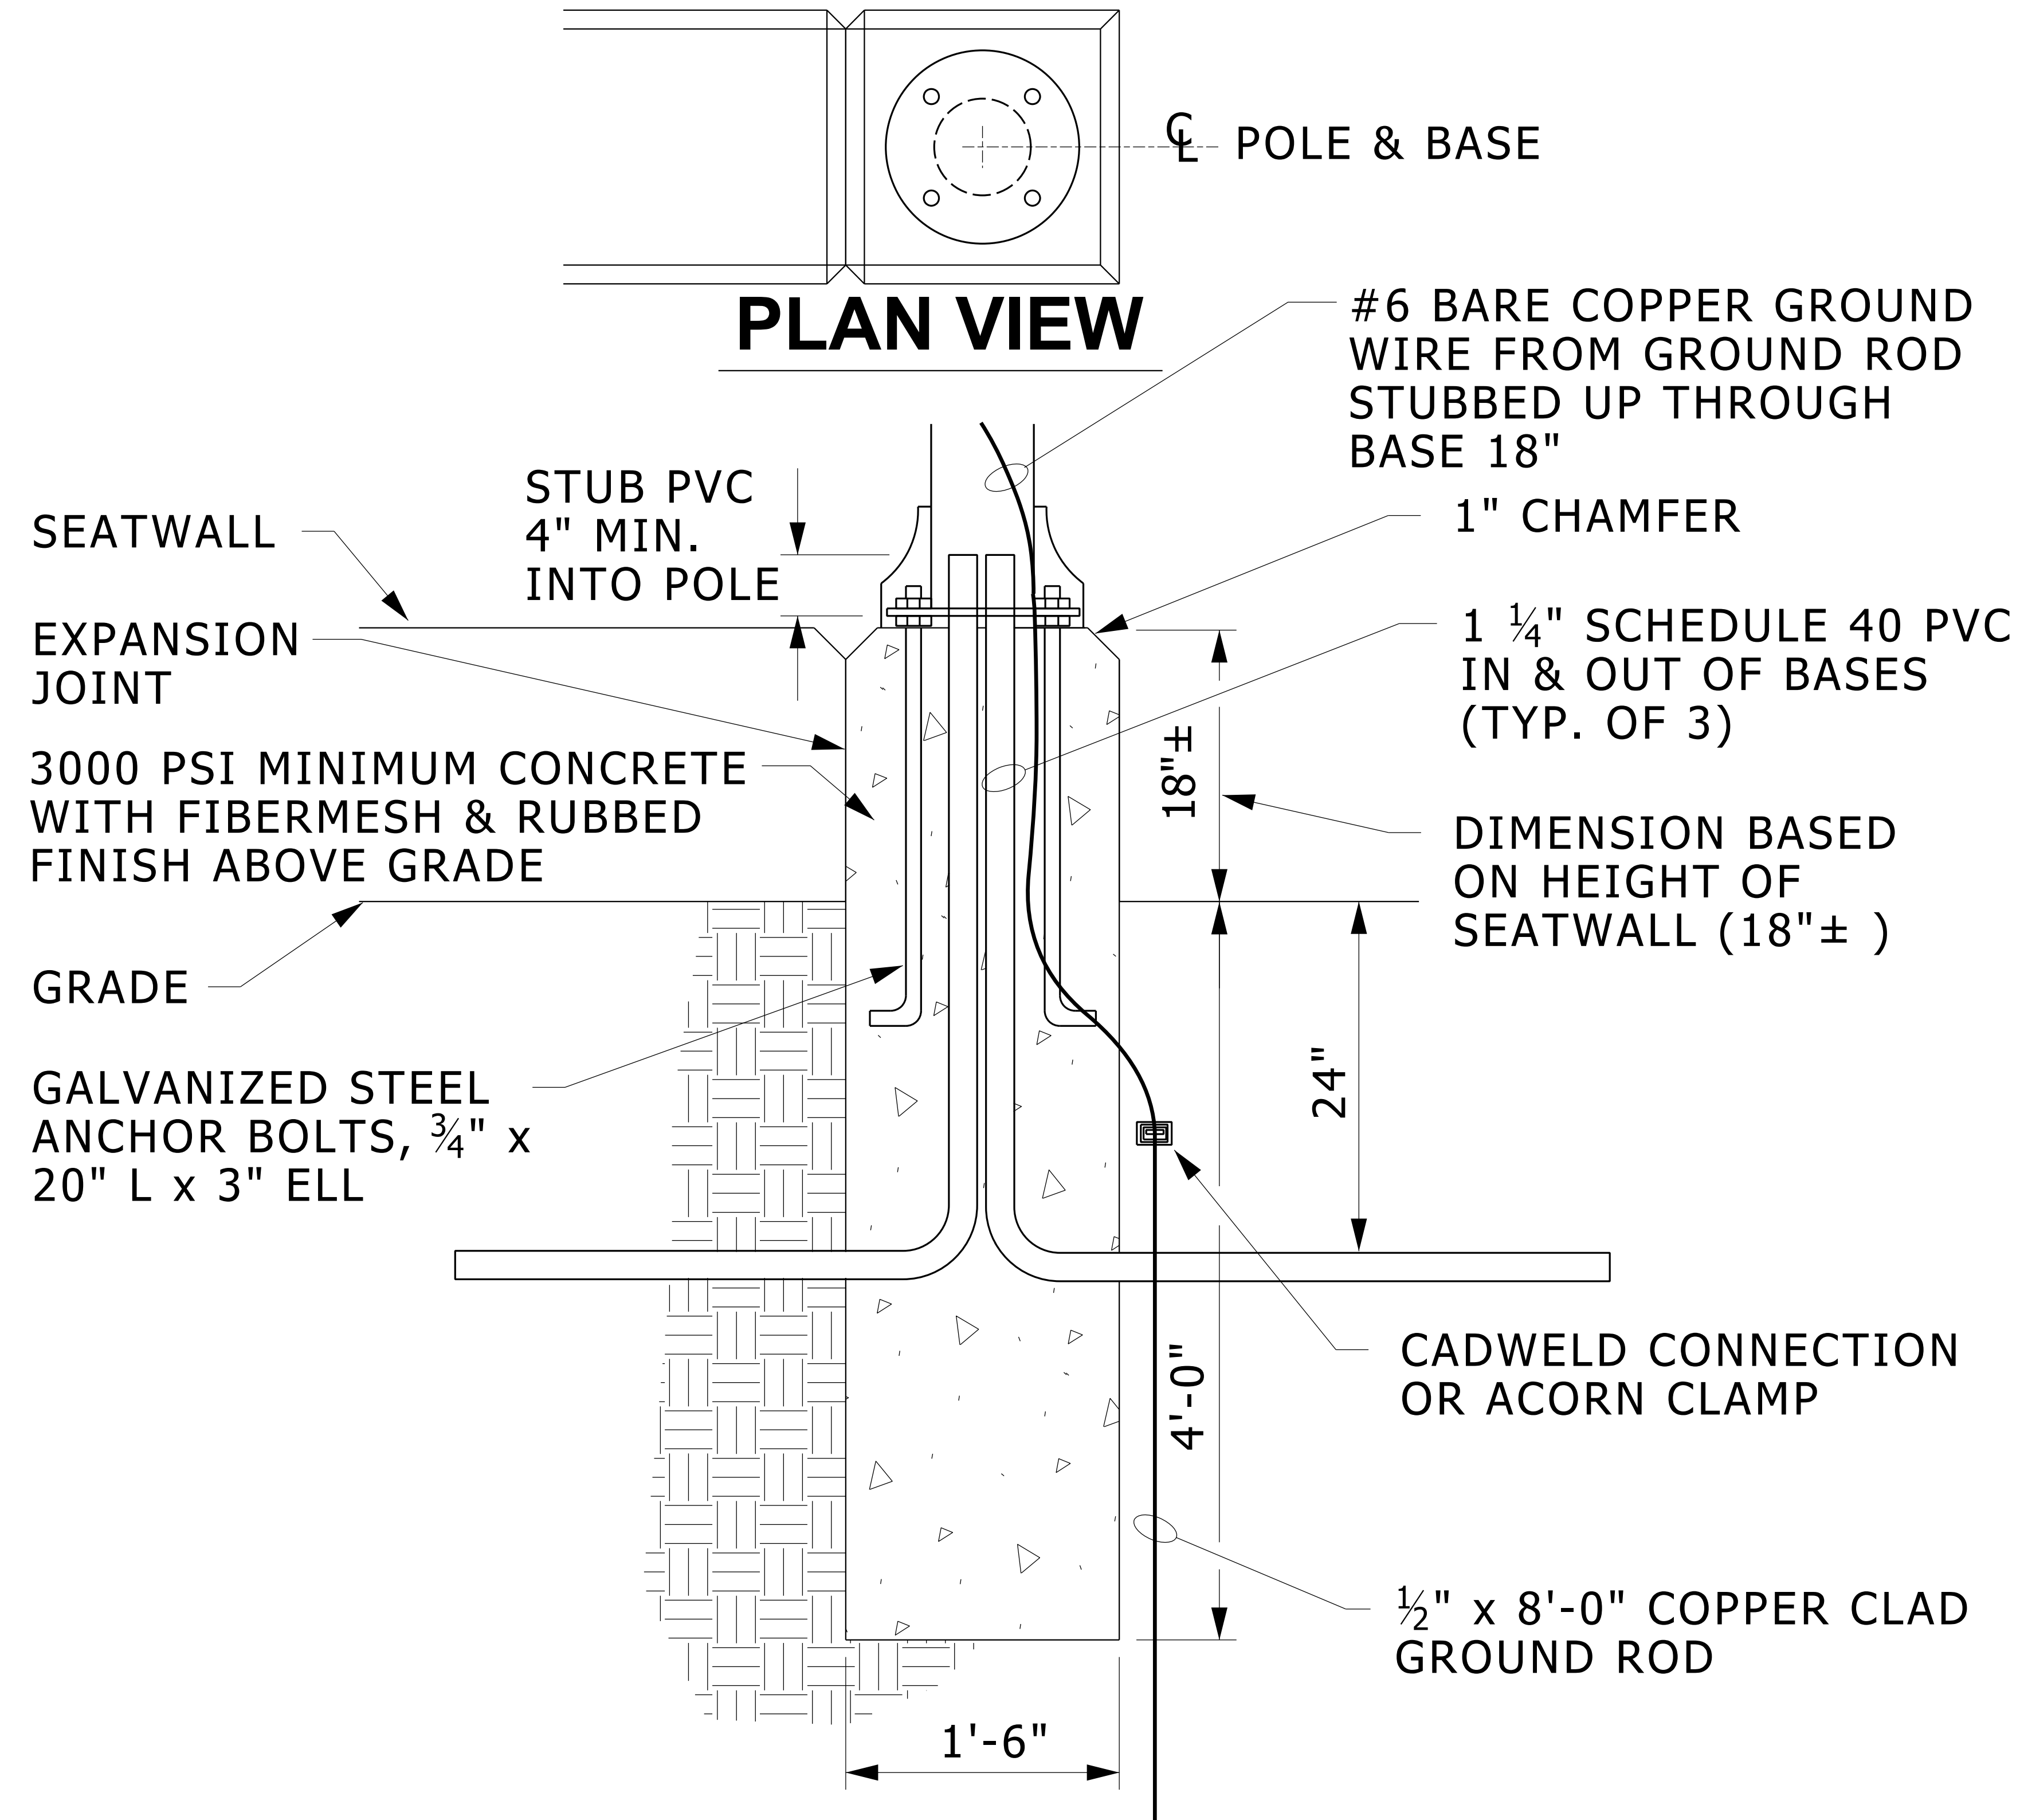 ℄ POLE & BASE
PLAN VIEW
#6 BARE COPPER GROUND
WIRE FROM GROUND ROD
STUBBED UP THROUGH
BASE 18"
STUB PVC
4" MIN.
INTO POLE
SEATWALL
1" CHAMFER
EXPANSION
JOINT
1 ¼" SCHEDULE 40 PVC
IN & OUT OF BASES
(TYP. OF 3)
3000 PSI MINIMUM CONCRETE
WITH FIBERMESH & RUBBED
FINISH ABOVE GRADE
18"±
DIMENSION BASED
ON HEIGHT OF
SEATWALL (18"± )
GRADE
GALVANIZED STEEL
ANCHOR BOLTS, ¾" x
20" L x 3" ELL
24"
4'-0"
CADWELD CONNECTION
OR ACORN CLAMP
½" x 8'-0" COPPER CLAD
GROUND ROD
1'-6"